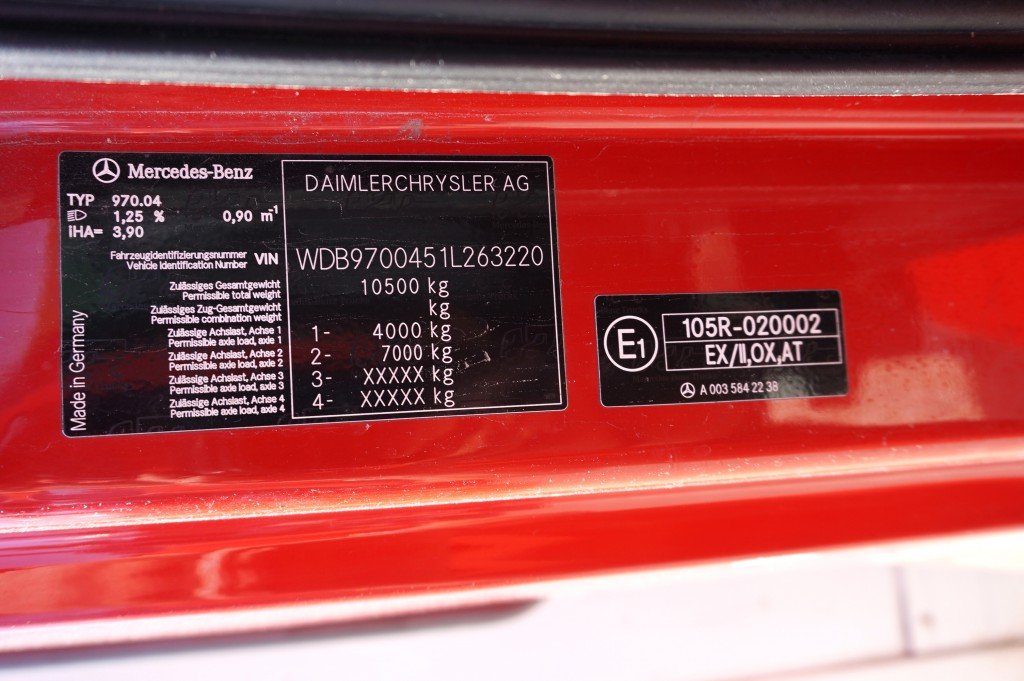 Mercedes-Benz
DAIMLERCHRYSLER AG
TYP 970.04
1,25 % 0,90 m⁻¹
iHA= 3,90
Fahrzeugidentifizierungsnummer
Vehicle Identification Number
VIN WDB9700451L263220
Zulässiges Gesamtgewicht
Permissible total weight
10500 kg
Zulässiges Zug-Gesamtgewicht
Permissible combination weight
kg
Zulässige Achslast, Achse 1
Permissible axle load, axle 1
1- 4000 kg
Zulässige Achslast, Achse 2
Permissible axle load, axle 2
2- 7000 kg
Zulässige Achslast, Achse 3
Permissible axle load, axle 3
3- XXXXX kg
Zulässige Achslast, Achse 4
Permissible axle load, axle 4
4- XXXXX kg
Made in Germany
E1
105R-020002
EX/II,OX,AT
A 003 584 22 38